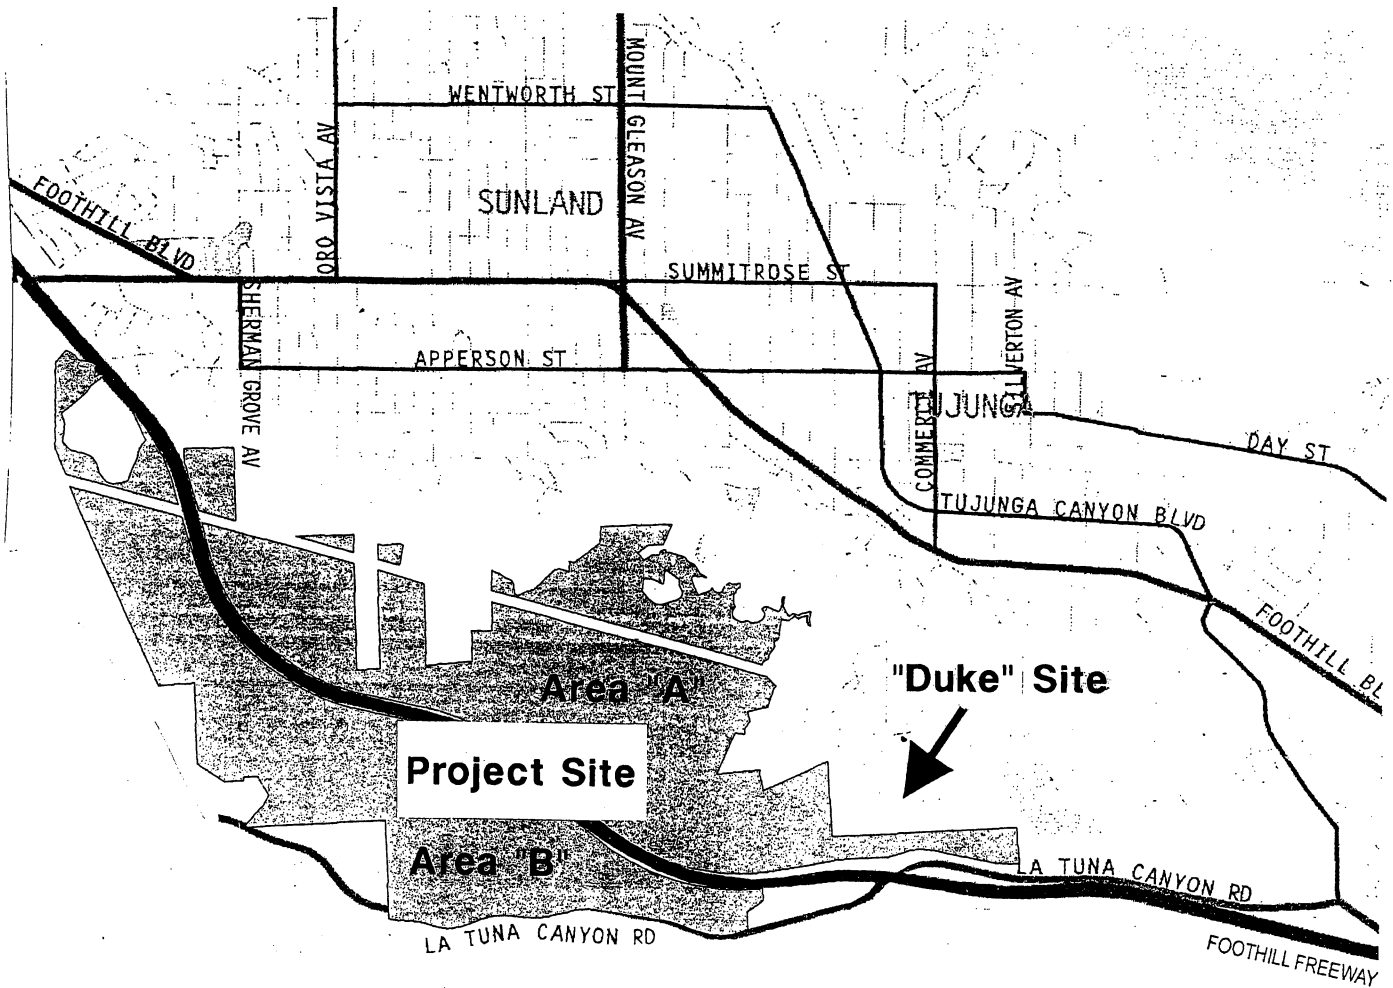 WENTWORTH ST
MOUNT GLEASON AV
ORO VISTA AV
SUNLAND
FOOTHILL BLVD
SUMMITROSE ST
SHERMAN GROVE AV
SILVERTON AV
APPERSON ST
COMMERCE AV
TUJUNGA
DAY ST
TUJUNGA CANYON BLVD
FOOTHILL BL
"Duke" Site
Area "A"
Project Site
Area "B"
LA TUNA CANYON RD
LA TUNA CANYON RD
FOOTHILL FREEWAY